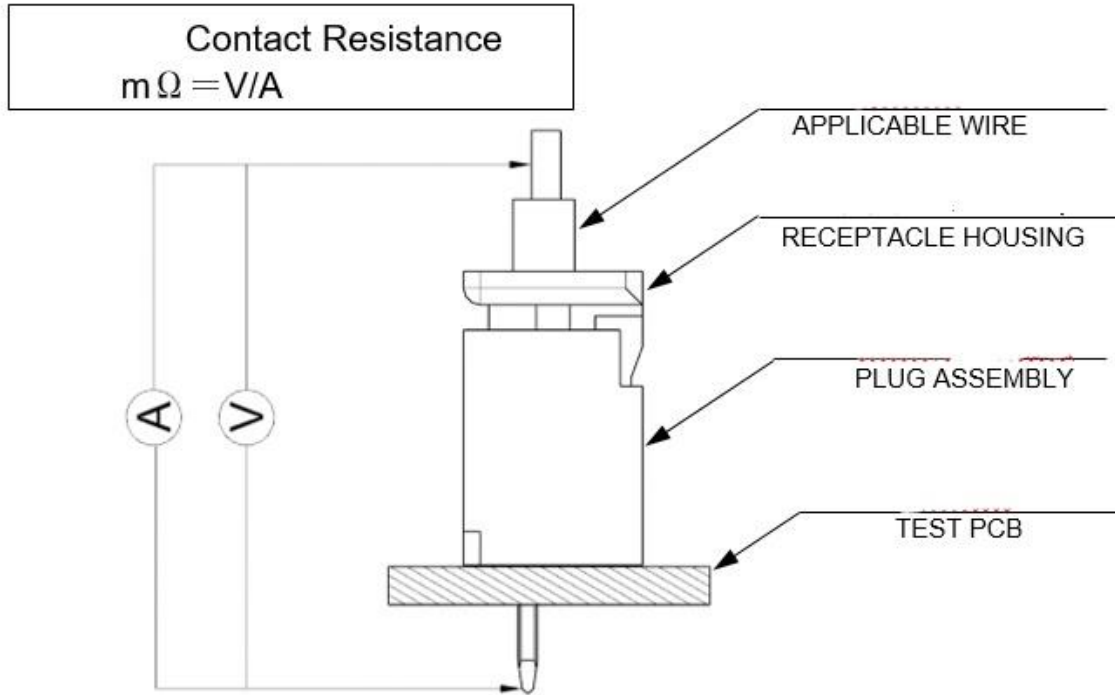 Contact Resistance
mΩ＝V/A
APPLICABLE WIRE
RECEPTACLE HOUSING
PLUG ASSEMBLY
A
V
TEST PCB